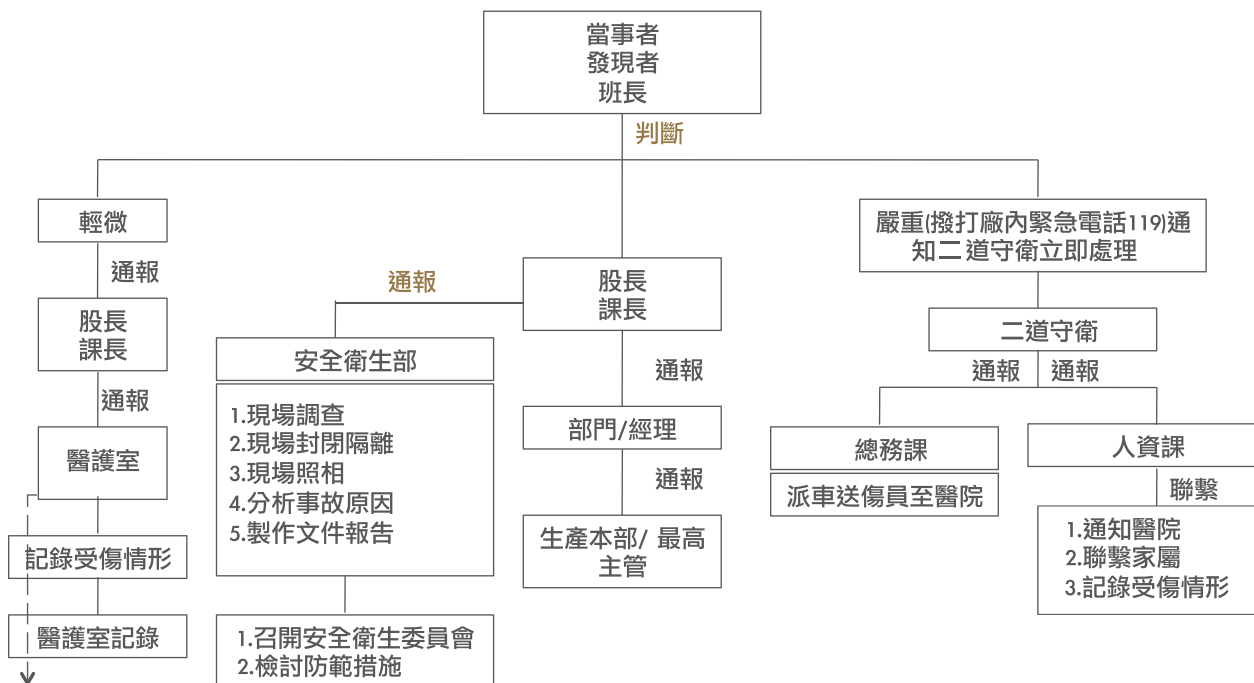 當事者
發現者
班長
判斷
輕微
通報
股長
課長
通報
醫護室
記錄受傷情形
醫護室記錄
通報
安全衛生部
1.現場調查
2.現場封閉隔離
3.現場照相
4.分析事故原因
5.製作文件報告
1.召開安全衛生委員會
2.檢討防範措施
股長
課長
通報
部門/經理
通報
生產本部/ 最高
主管
嚴重(撥打廠內緊急電話119)通
知二道守衛立即處理
二道守衛
通報
通報
總務課
派車送傷員至醫院
人資課
聯繫
1.通知醫院
2.聯繫家屬
3.記錄受傷情形